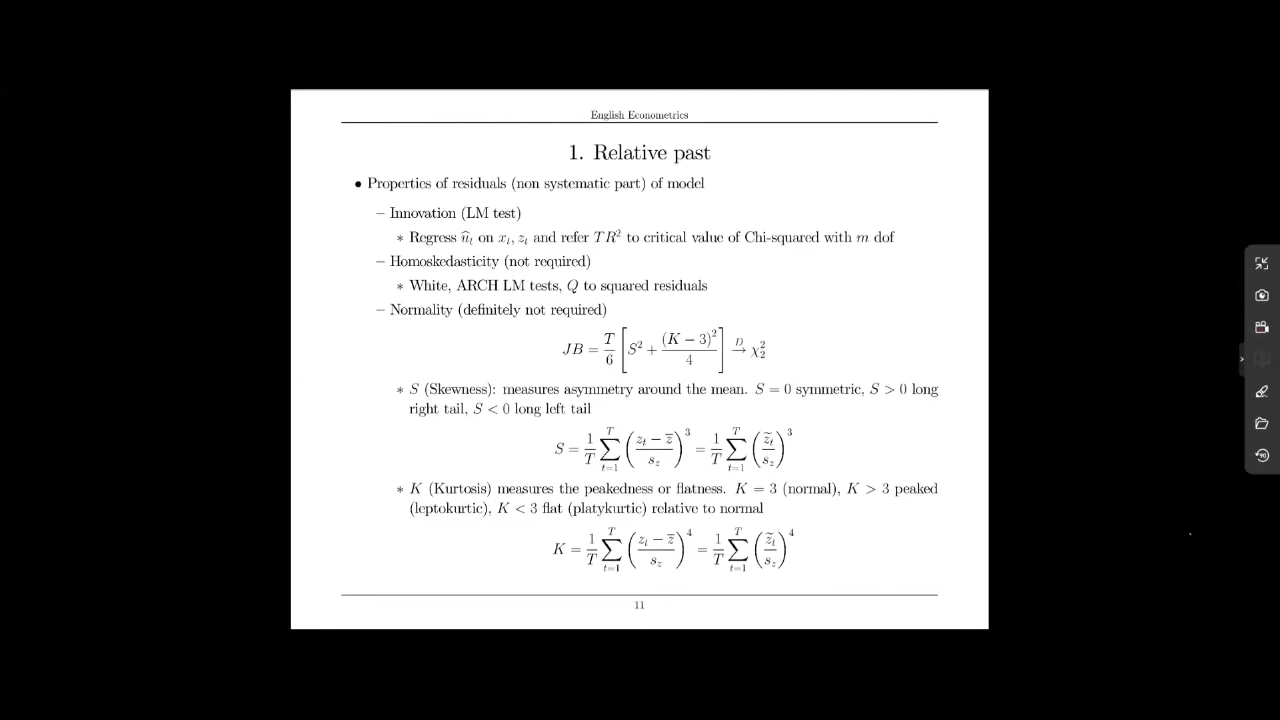 English Econometrics
1. Relative past
• Properties of residuals (non systematic part) of model
– Innovation (LM test)
∗ Regress û_t on x_t, z_t and refer TR² to critical value of Chi-squared with m dof
– Homoskedasticity (not required)
∗ White, ARCH LM tests, Q to squared residuals
– Normality (definitely not required)
JB = T/6 [S² + (K − 3)²/4] →^D χ²_2
∗ S (Skewness): measures asymmetry around the mean. S = 0 symmetric, S > 0 long
right tail, S < 0 long left tail
S = 1/T ∑_{t=1}^{T} ((z_t − z̅)/s_z)³ = 1/T ∑_{t=1}^{T} (z̃_t/s_z)³
∗ K (Kurtosis) measures the peakedness or flatness. K = 3 (normal), K > 3 peaked
(leptokurtic), K < 3 flat (platykurtic) relative to normal
K = 1/T ∑_{t=1}^{T} ((z_t − z̅)/s_z)⁴ = 1/T ∑_{t=1}^{T} (z̃_t/s_z)⁴
11